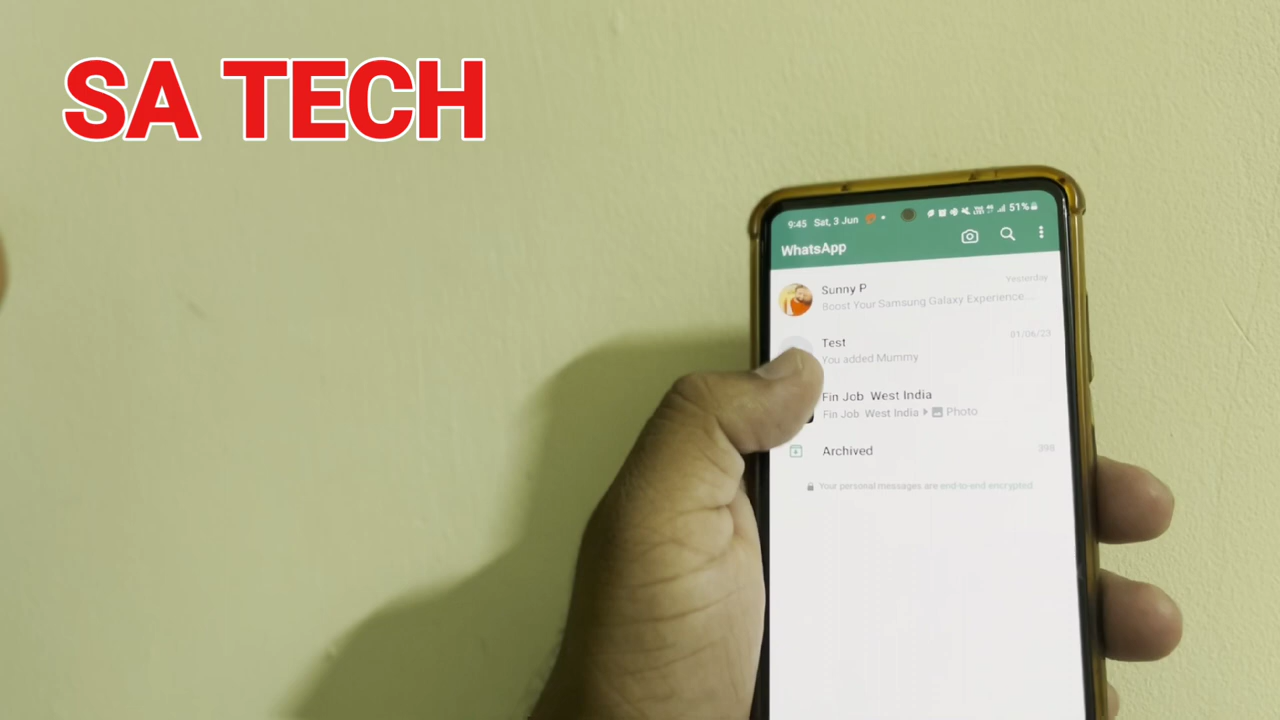 SA TECH
9:45 Sat, 3 Jun
51%
WhatsApp
Sunny P
Yesterday
Boost Your Samsung Galaxy Experience...
Test
01/06/23
You added Mummy
Fin Job West India
Fin Job West India Photo
Archived
398
Your personal messages are end-to-end encrypted